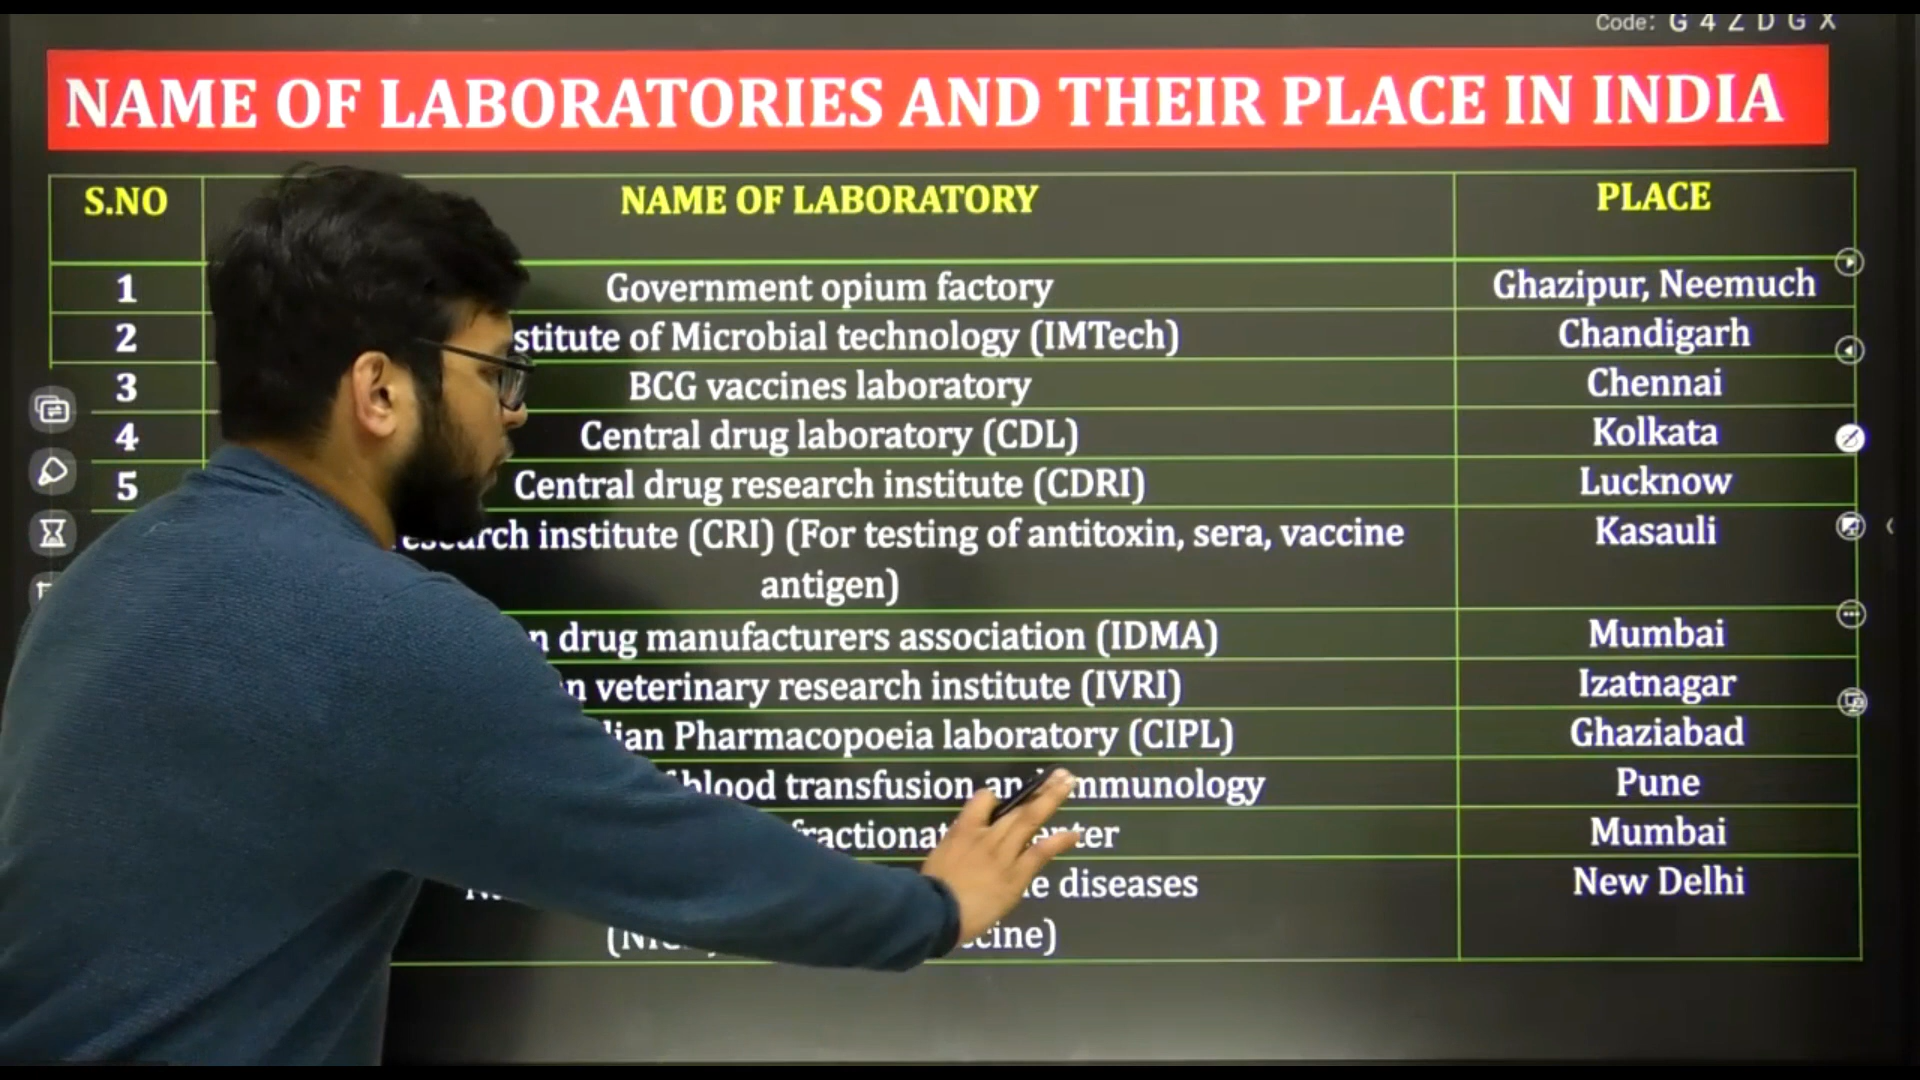 Code: G 4 Z D G X
NAME OF LABORATORIES AND THEIR PLACE IN INDIA
S.NO NAME OF LABORATORY PLACE
1 Government opium factory Ghazipur, Neemuch
2 stitute of Microbial technology (IMTech) Chandigarh
3 BCG vaccines laboratory Chennai
4 Central drug laboratory (CDL) Kolkata
5 Central drug research institute (CDRI) Lucknow
research institute (CRI) (For testing of antitoxin, sera, vaccine Kasauli
antigen)
n drug manufacturers association (IDMA) Mumbai
n veterinary research institute (IVRI) Izatnagar
lian Pharmacopoeia laboratory (CIPL) Ghaziabad
blood transfusion and immunology Pune
Mumbai
diseases New Delhi